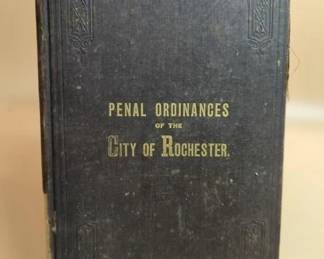 PENAL ORDINANCES
OF THE
CITY OF ROCHESTER.